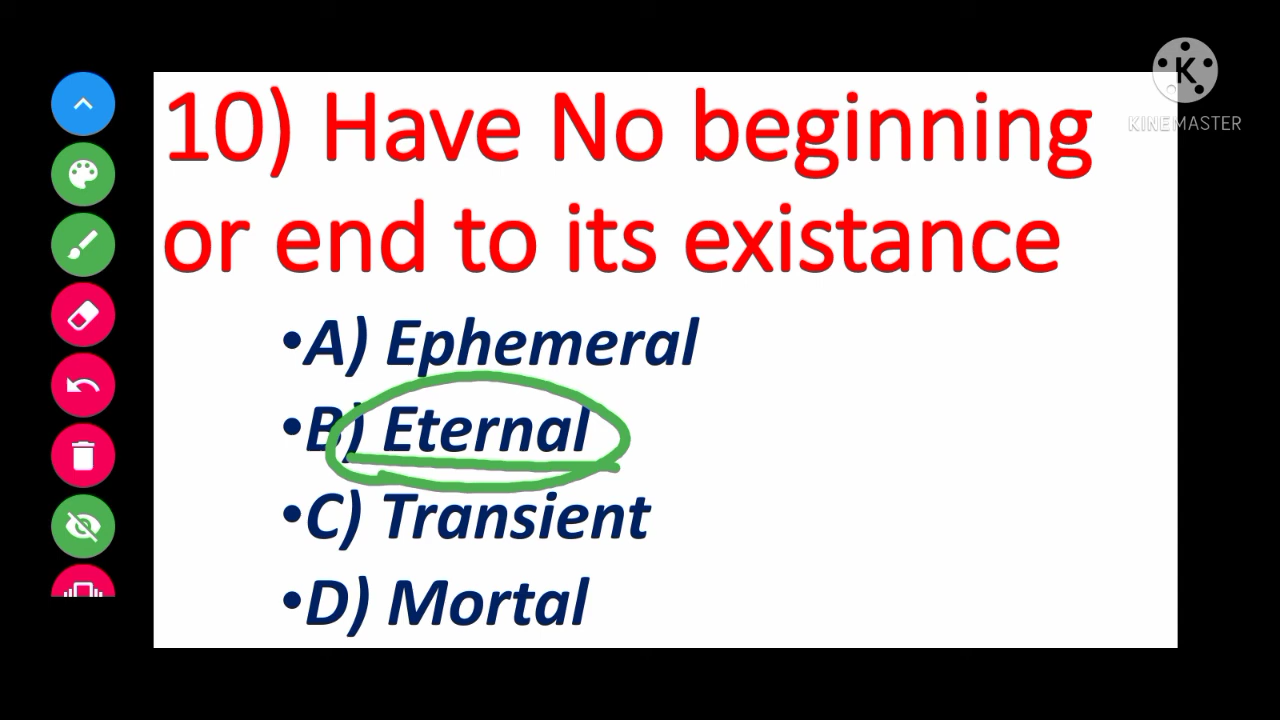 10) Have No beginning
or end to its existance
•A) Ephemeral
•B) Eternal
•C) Transient
•D) Mortal
K
KINEMASTER